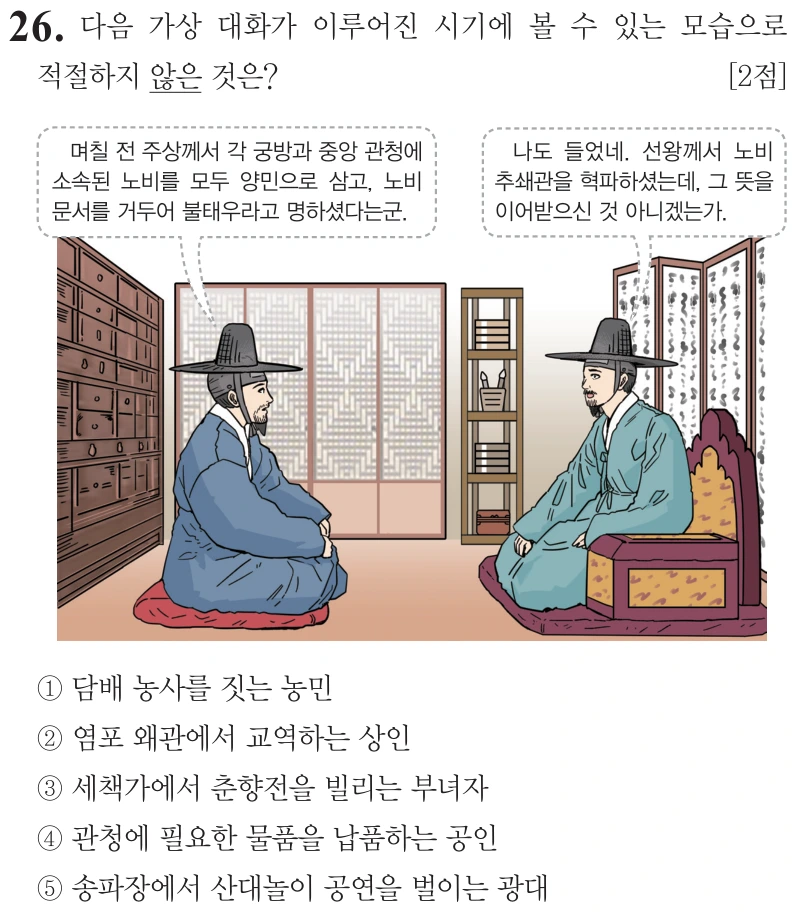 26. 다음 가상 대화가 이루어진 시기에 볼 수 있는 모습으로
적절하지 않은 것은? [2점]
며칠 전 주상께서 각 궁방과 중앙 관청에
소속된 노비를 모두 양민으로 삼고, 노비
문서를 거두어 불태우라고 명하셨다는군.
나도 들었네. 선왕께서 노비
추쇄관을 혁파하셨는데, 그 뜻을
이어받으신 것 아니겠는가.
① 담배 농사를 짓는 농민
② 염포 왜관에서 교역하는 상인
③ 세책가에서 춘향전을 빌리는 부녀자
④ 관청에 필요한 물품을 납품하는 공인
⑤ 송파장에서 산대놀이 공연을 벌이는 광대